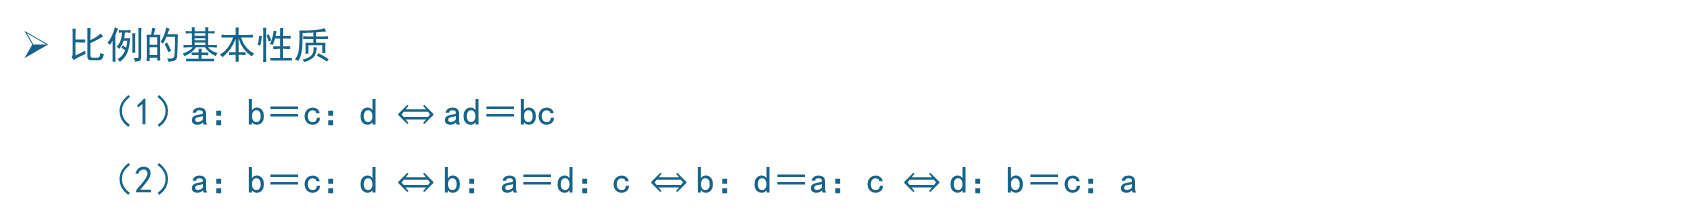 ➢ 比例的基本性质
（1）a：b＝c：d ⇔ ad＝bc
（2）a：b＝c：d ⇔ b：a＝d：c ⇔ b：d＝a：c ⇔ d：b＝c：a